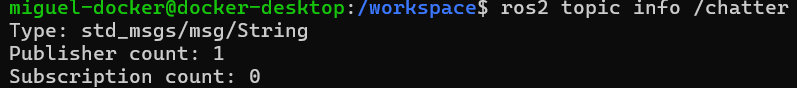 miguel-docker@docker-desktop:/workspace$ ros2 topic info /chatter
Type: std_msgs/msg/String
Publisher count: 1
Subscription count: 0